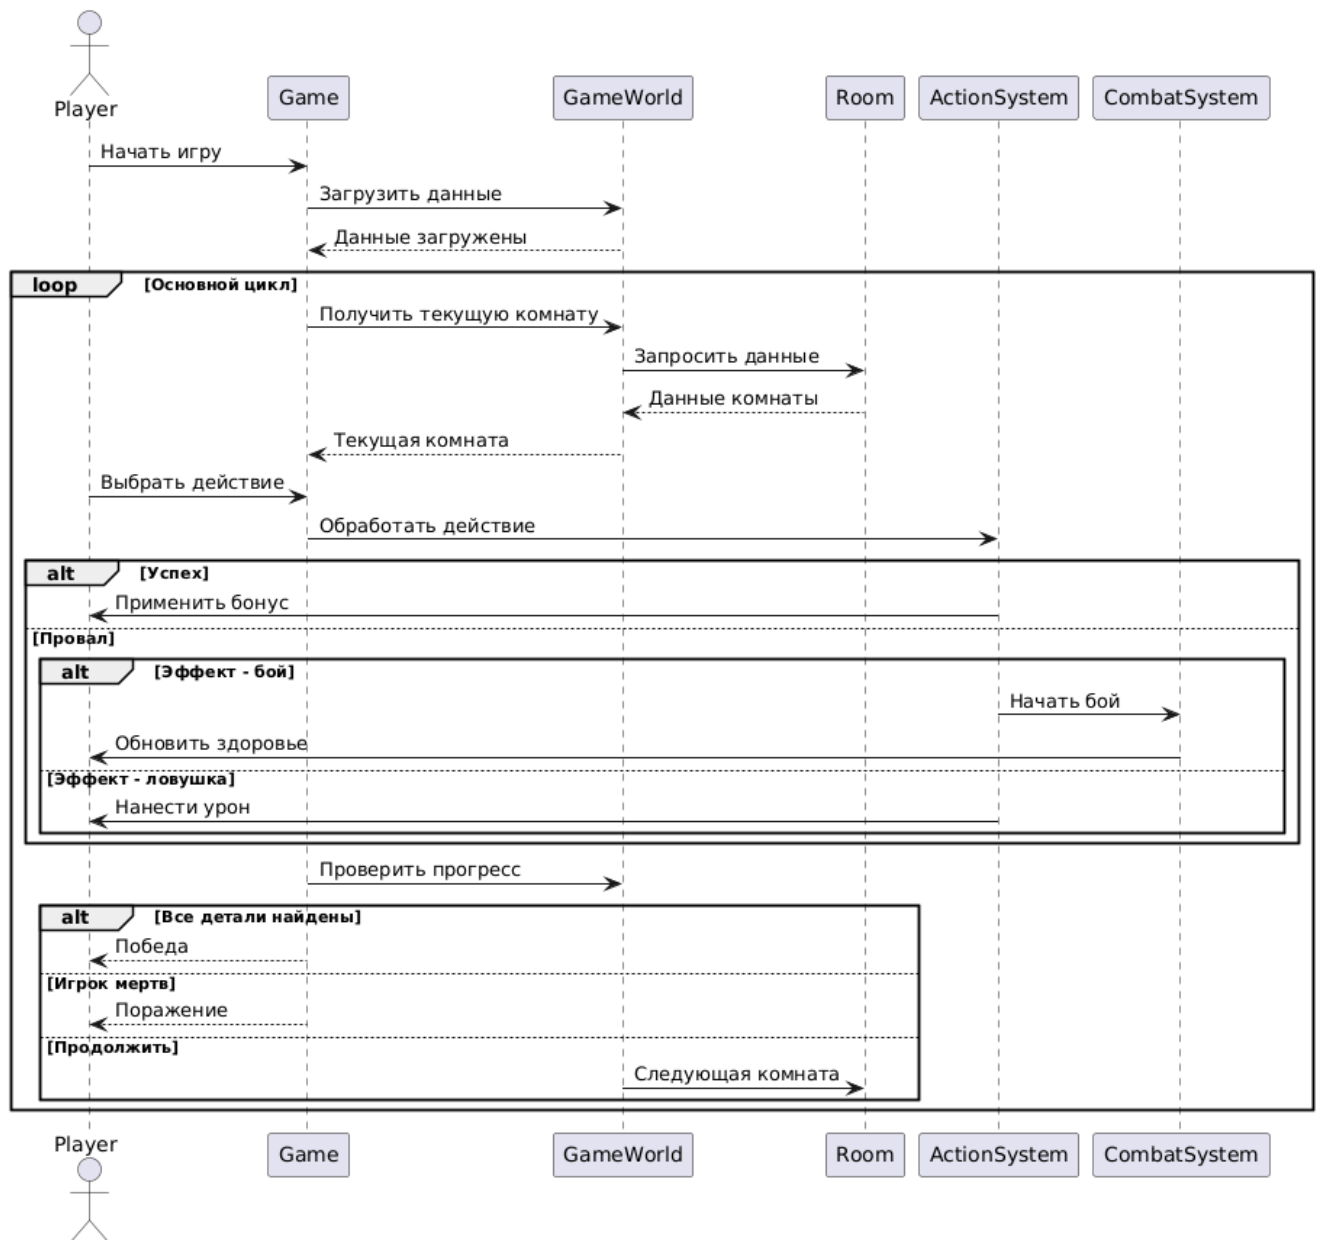 Player
Game
GameWorld
Room
ActionSystem
CombatSystem
Начать игру
Загрузить данные
Данные загружены
loop
[Основной цикл]
Получить текущую комнату
Запросить данные
Данные комнаты
Текущая комната
Выбрать действие
Обработать действие
alt
[Успех]
Применить бонус
[Провал]
alt
[Эффект - бой]
Начать бой
Обновить здоровье
[Эффект - ловушка]
Нанести урон
Проверить прогресс
alt
[Все детали найдены]
Победа
[Игрок мертв]
Поражение
[Продолжить]
Следующая комната
Player
Game
GameWorld
Room
ActionSystem
CombatSystem